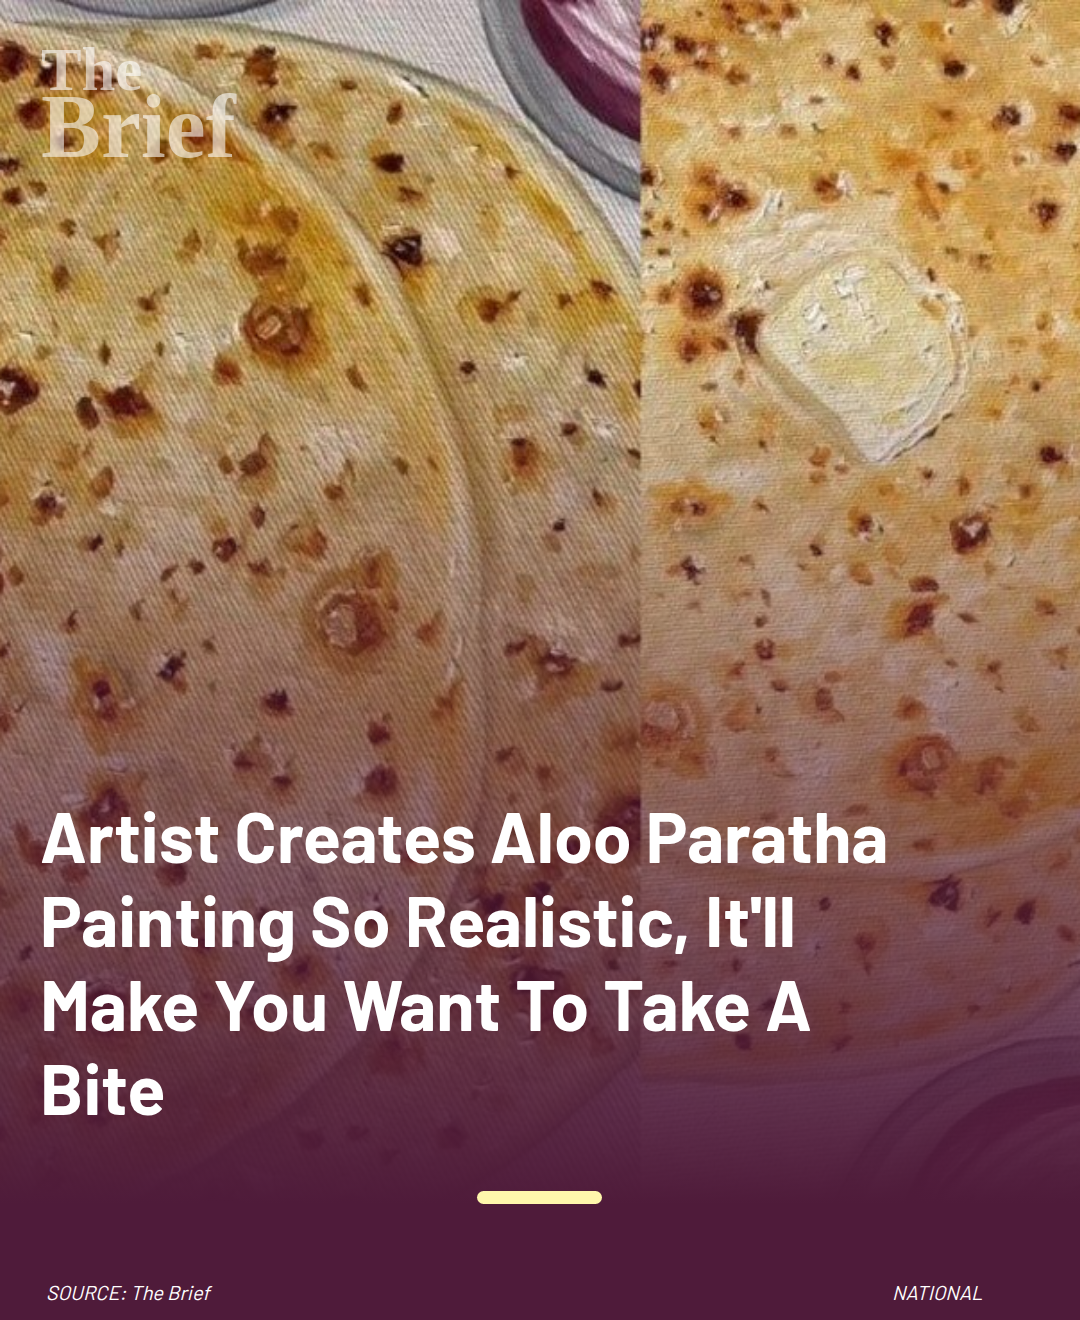 The
Brief
Artist Creates Aloo Paratha
Painting So Realistic, It'll
Make You Want To Take A
Bite
SOURCE: The Brief
NATIONAL